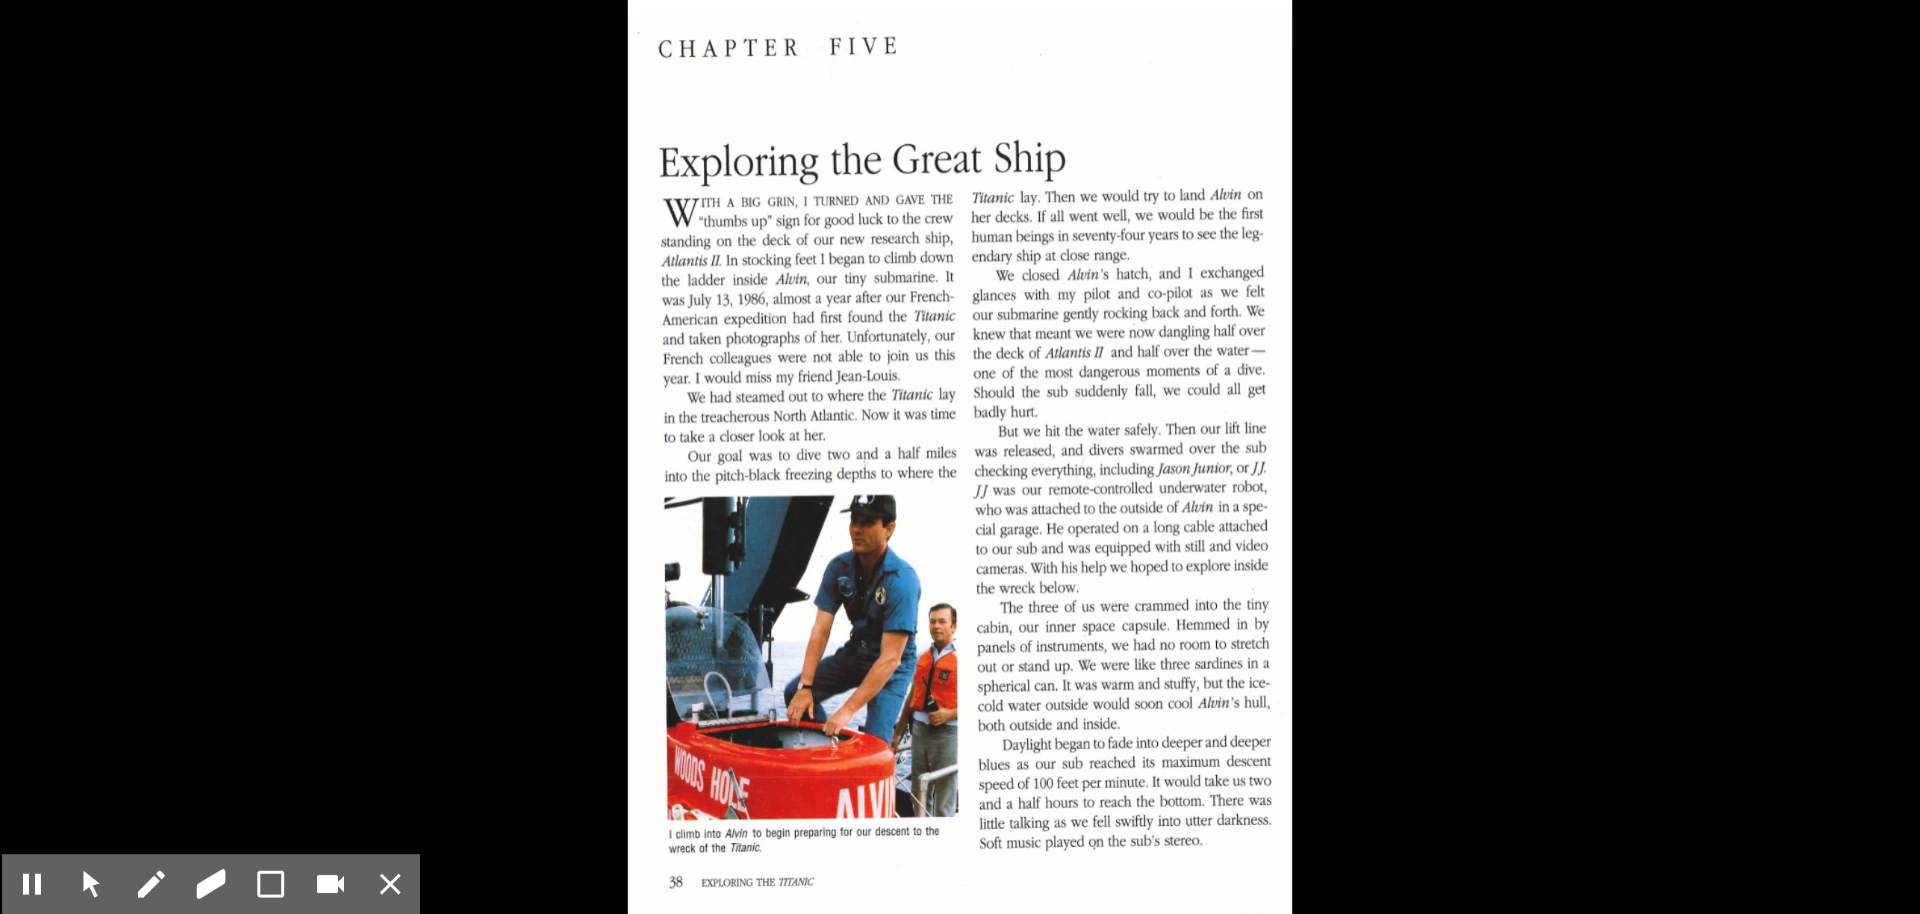 CHAPTER FIVE
Exploring the Great Ship
WITH A BIG GRIN, I TURNED AND GAVE THE
"thumbs up" sign for good luck to the crew
standing on the deck of our new research ship,
Atlantis II. In stocking feet I began to climb down
the ladder inside Alvin, our tiny submarine. It
was July 13, 1986, almost a year after our French-
American expedition had first found the Titanic
and taken photographs of her. Unfortunately, our
French colleagues were not able to join us this
year. I would miss my friend Jean-Louis.
We had steamed out to where the Titanic lay
in the treacherous North Atlantic. Now it was time
to take a closer look at her.
Our goal was to dive two and a half miles
into the pitch-black freezing depths to where the
WOODS HOLE
ALVIN
I climb into Alvin to begin preparing for our descent to the
wreck of the Titanic.
Titanic lay. Then we would try to land Alvin on
her decks. If all went well, we would be the first
human beings in seventy-four years to see the leg-
endary ship at close range.
We closed Alvin's hatch, and I exchanged
glances with my pilot and co-pilot as we felt
our submarine gently rocking back and forth. We
knew that meant we were now dangling half over
the deck of Atlantis II and half over the water—
one of the most dangerous moments of a dive.
Should the sub suddenly fall, we could all get
badly hurt.
But we hit the water safely. Then our lift line
was released, and divers swarmed over the sub
checking everything, including Jason Junior, or JJ.
JJ was our remote-controlled underwater robot,
who was attached to the outside of Alvin in a spe-
cial garage. He operated on a long cable attached
to our sub and was equipped with still and video
cameras. With his help we hoped to explore inside
the wreck below.
The three of us were crammed into the tiny
cabin, our inner space capsule. Hemmed in by
panels of instruments, we had no room to stretch
out or stand up. We were like three sardines in a
spherical can. It was warm and stuffy, but the ice-
cold water outside would soon cool Alvin's hull,
both outside and inside.
Daylight began to fade into deeper and deeper
blues as our sub reached its maximum descent
speed of 100 feet per minute. It would take us two
and a half hours to reach the bottom. There was
little talking as we fell swiftly into utter darkness.
Soft music played on the sub's stereo.
38 EXPLORING THE TITANIC